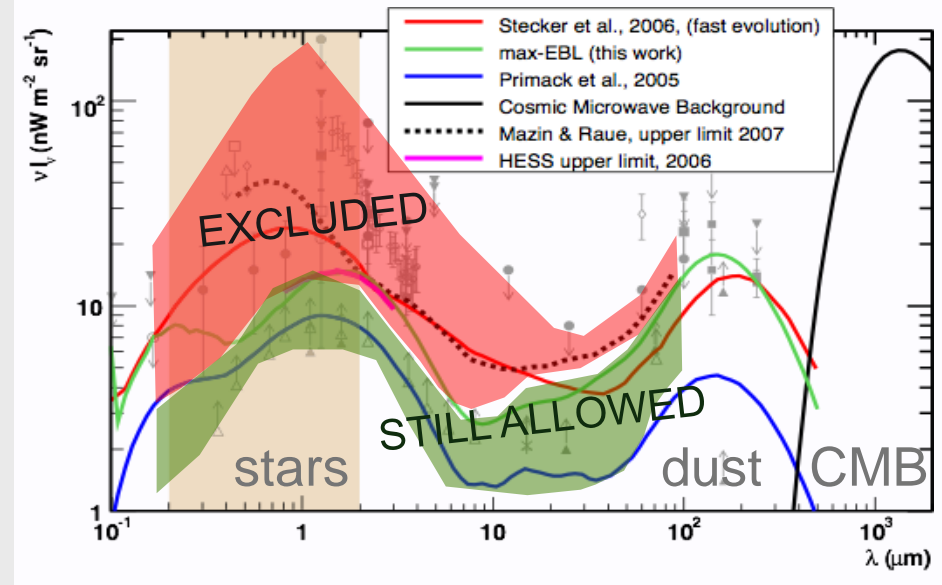 Stecker et al., 2006, (fast evolution)
max-EBL (this work)
Primack et al., 2005
Cosmic Microwave Background
Mazin & Raue, upper limit 2007
HESS upper limit, 2006
ν Iᵥ (nW m⁻² sr⁻¹)
10²
10
1
EXCLUDED
STILL ALLOWED
stars
dust
CMB
10⁻¹ 1 10 10² 10³
λ (μm)